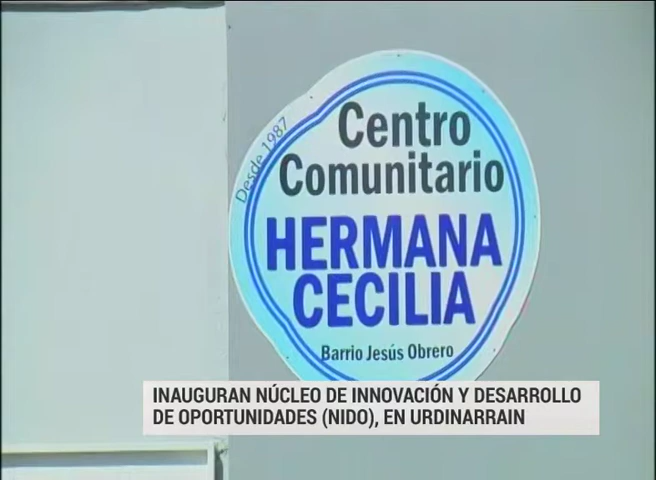 Desde 1987
Centro
Comunitario
HERMANA
CECILIA
Barrio Jesús Obrero
INAUGURAN NÚCLEO DE INNOVACIÓN Y DESARROLLO
DE OPORTUNIDADES (NIDO), EN URDINARRAIN